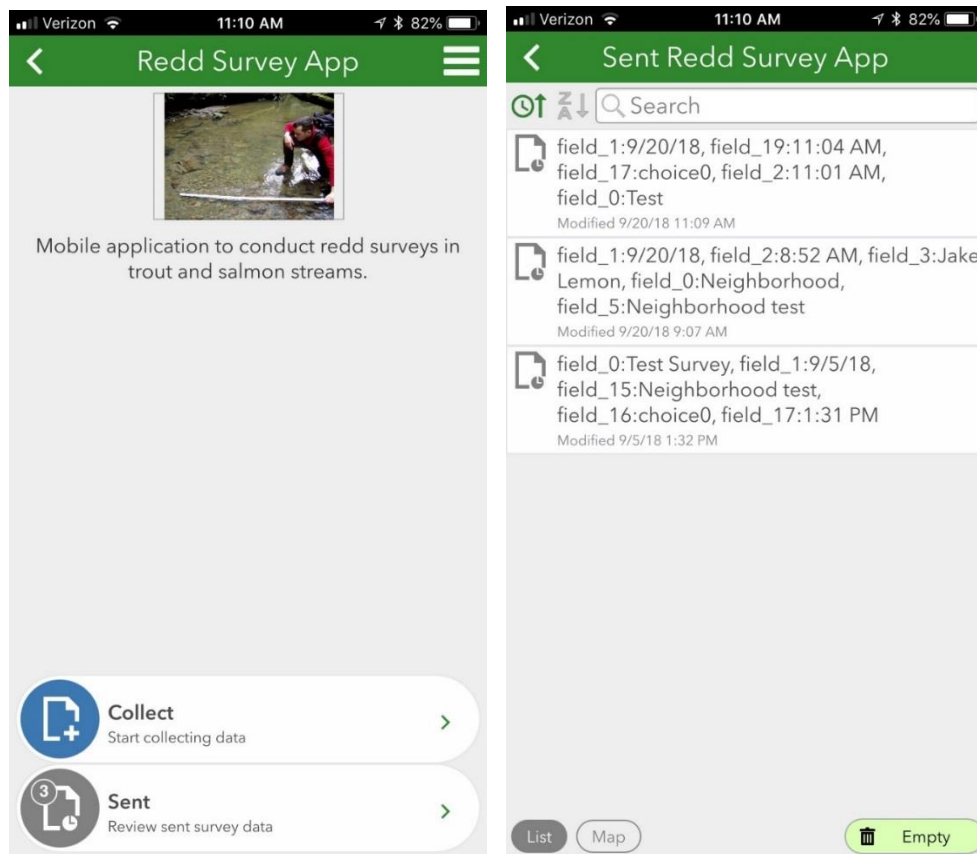 Verizon 11:10 AM 82%
Redd Survey App
Mobile application to conduct redd surveys in
trout and salmon streams.
Collect
Start collecting data
3
Sent
Review sent survey data
Verizon 11:10 AM 82%
Sent Redd Survey App
Z
A
Search
field_1:9/20/18, field_19:11:04 AM,
field_17:choice0, field_2:11:01 AM,
field_0:Test
Modified 9/20/18 11:09 AM
field_1:9/20/18, field_2:8:52 AM, field_3:Jake
Lemon, field_0:Neighborhood,
field_5:Neighborhood test
Modified 9/20/18 9:07 AM
field_0:Test Survey, field_1:9/5/18,
field_15:Neighborhood test,
field_16:choice0, field_17:1:31 PM
Modified 9/5/18 1:32 PM
List Map Empty